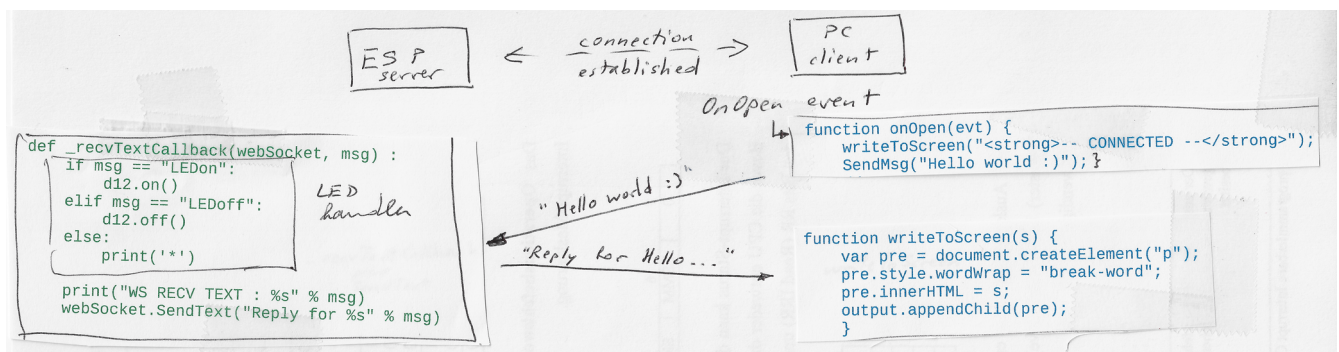 ESP
server
connection
established
PC
client
OnOpen event
function onOpen(evt) {
writeToScreen("<strong>-- CONNECTED --</strong>");
SendMsg("Hello world :)"); }
def _recvTextCallback(webSocket, msg) :
if msg == "LEDon":
d12.on()
elif msg == "LEDoff":
d12.off()
else:
print('*')
LED
handler
print("WS RECV TEXT : %s" % msg)
webSocket.SendText("Reply for %s" % msg)
"Hello world :)"
"Reply for Hello..."
function writeToScreen(s) {
var pre = document.createElement("p");
pre.style.wordWrap = "break-word";
pre.innerHTML = s;
output.appendChild(pre);
}